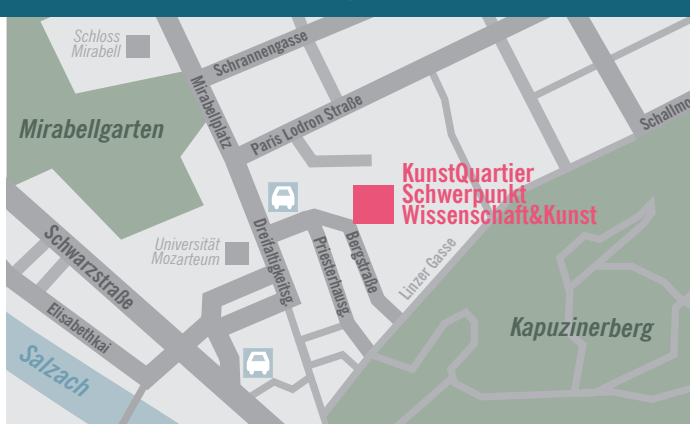 Schloss
Mirabell
Schrannengasse
Mirabellplatz
Paris Lodron Straße
Schallmo
Mirabellgarten
KunstQuartier
Schwerpunkt
Wissenschaft&Kunst
Universität
Mozarteum
Dreifaltigkeitsg.
Priesterhausg.
Bergstraße
Linzer Gasse
Schwarzstraße
Elisabethkai
Salzach
Kapuzinerberg